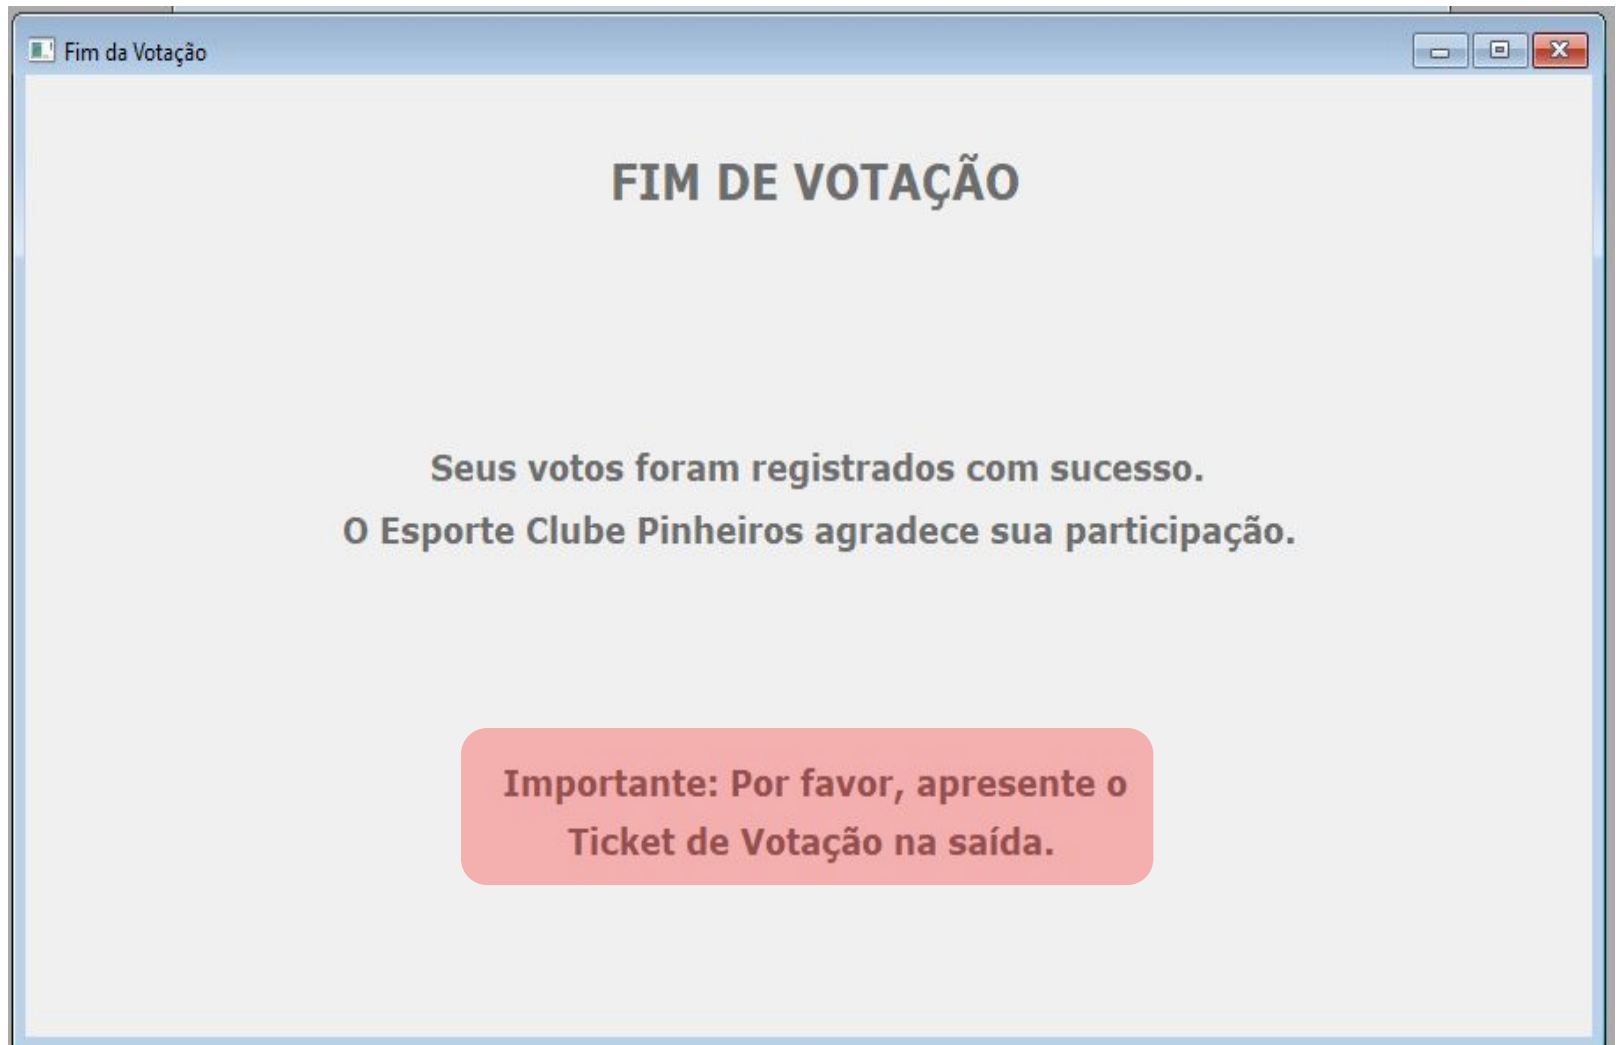 Fim da Votação
FIM DE VOTAÇÃO
Seus votos foram registrados com sucesso.
O Esporte Clube Pinheiros agradece sua participação.
Importante: Por favor, apresente o
Ticket de Votação na saída.